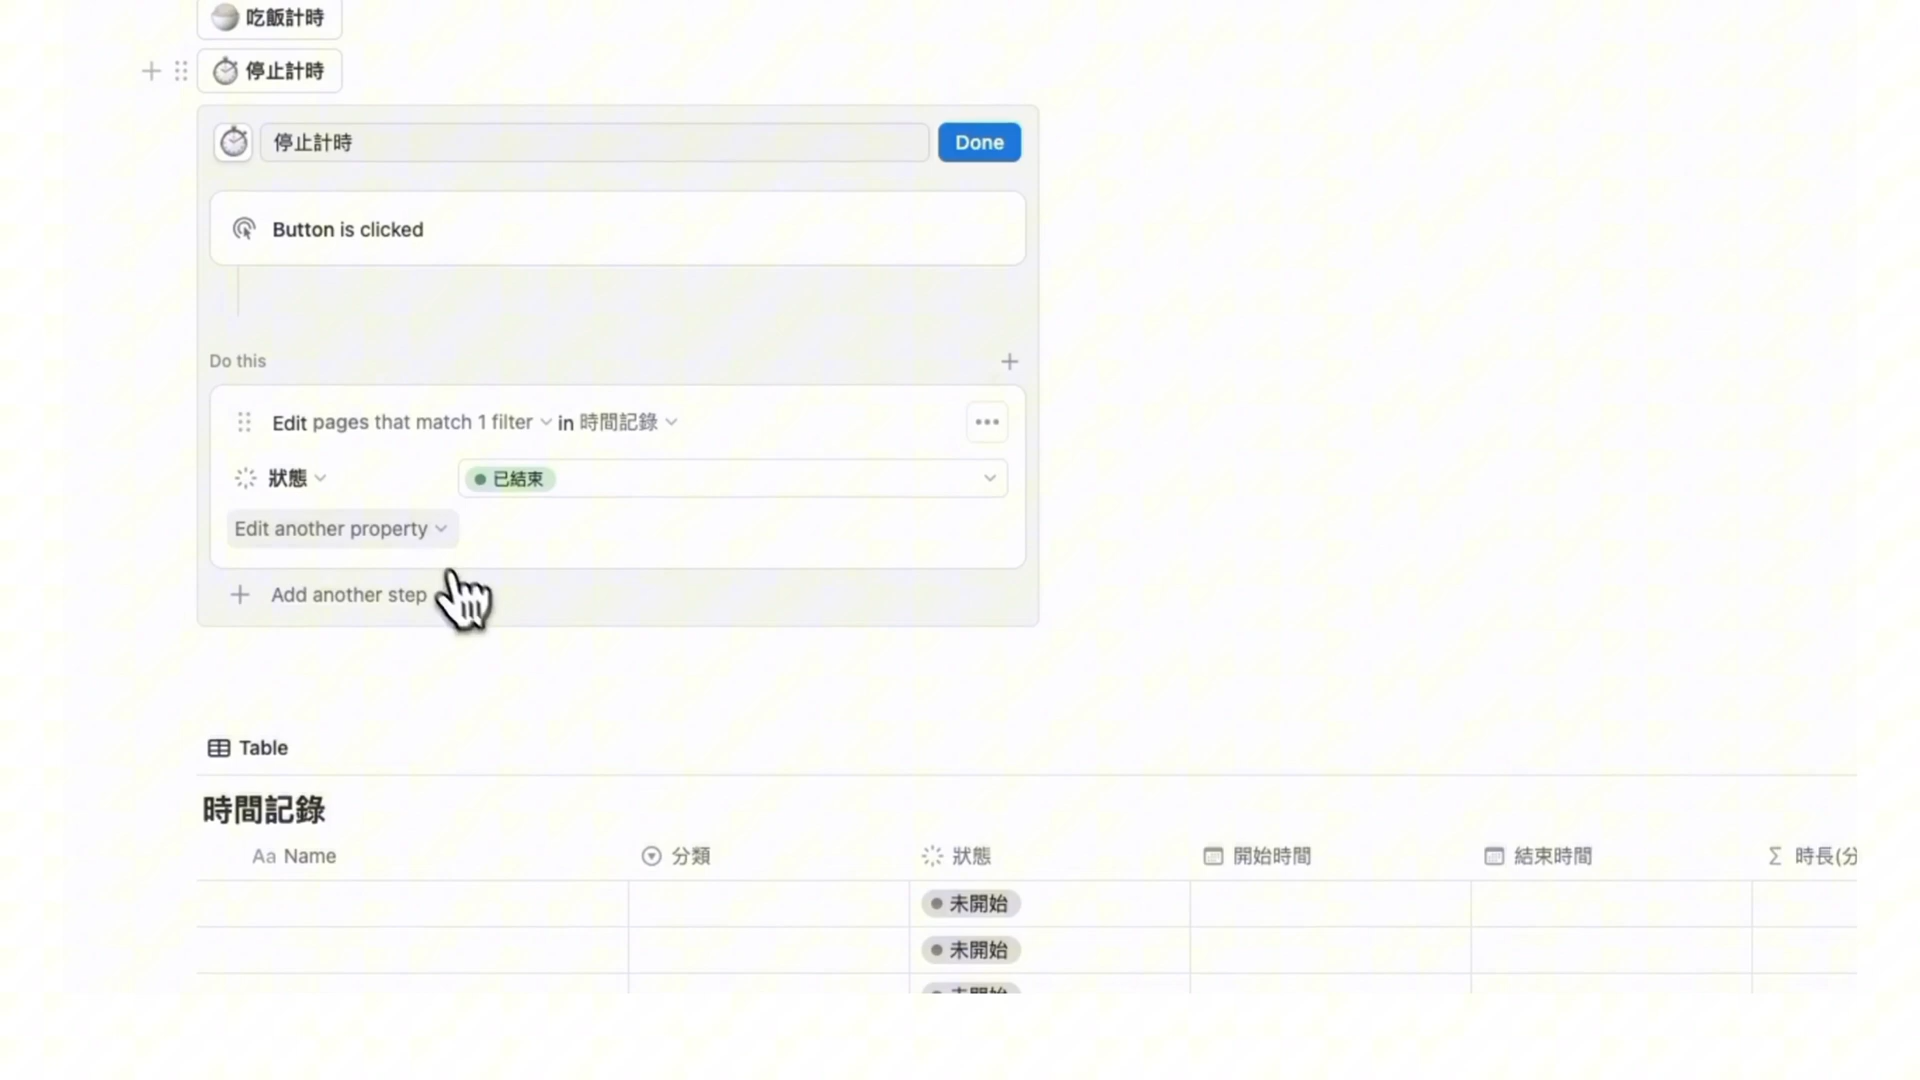 吃飯計時
停止計時
停止計時
Done
Button is clicked
Do this
Edit pages that match 1 filter in 時間記錄
狀態 已結束
Edit another property
Add another step
Table
時間記錄
Aa Name 分類 狀態 開始時間 結束時間 Σ 時長(分
未開始
未開始
未開始